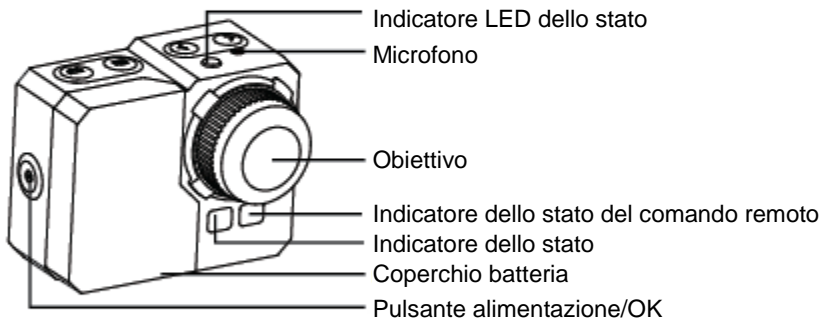 Indicatore LED dello stato
Microfono
Obiettivo
Indicatore dello stato del comando remoto
Indicatore dello stato
Coperchio batteria
Pulsante alimentazione/OK